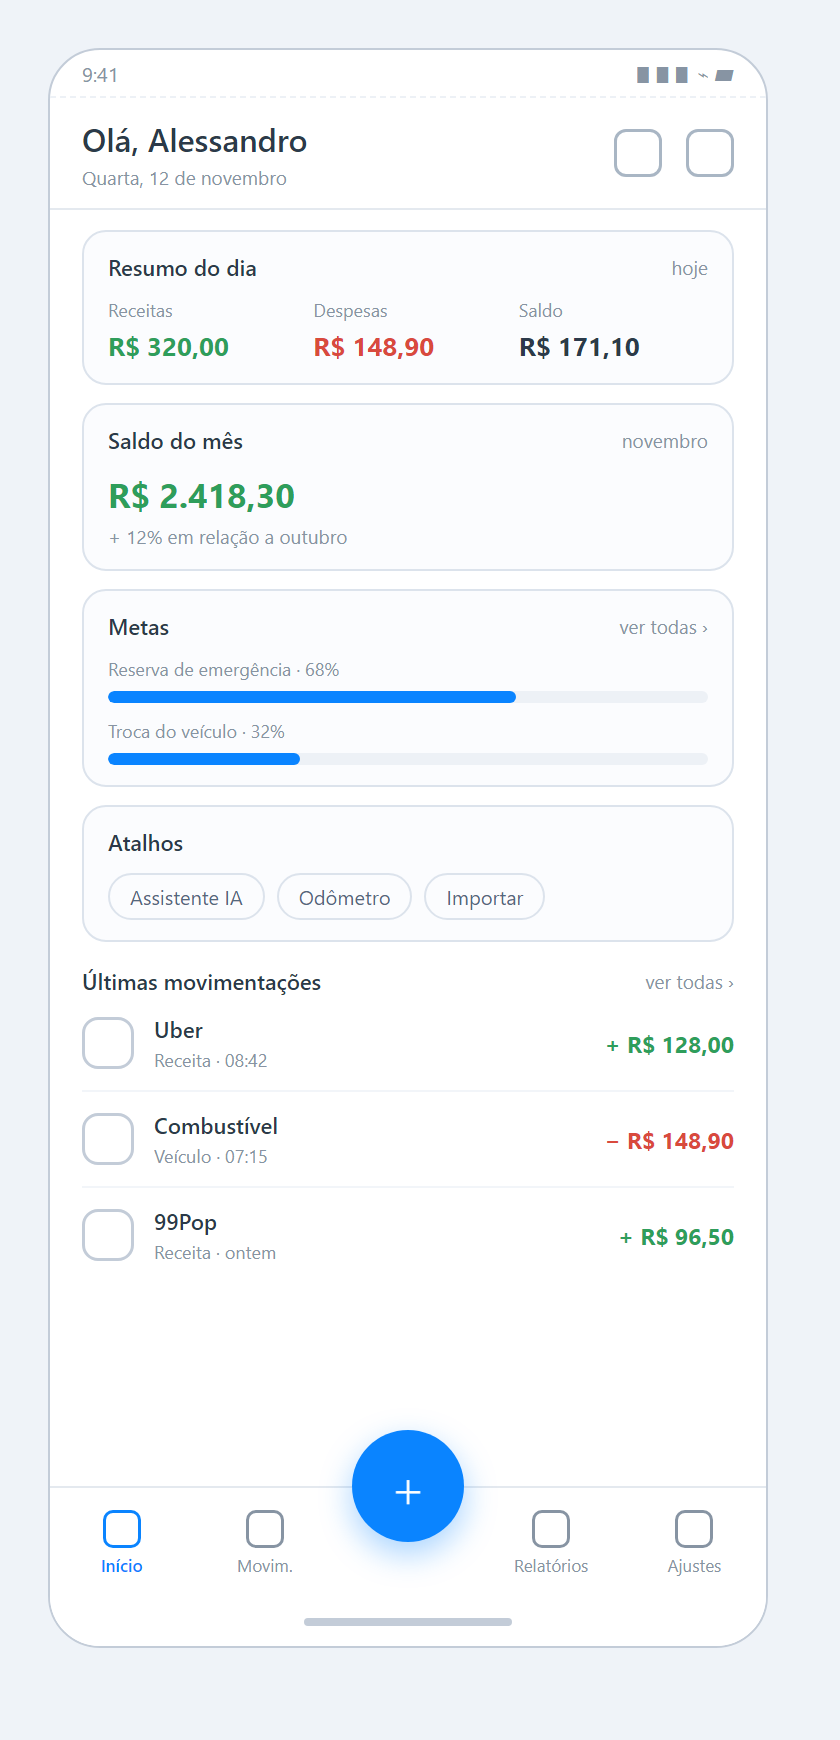 9:41
Olá, Alessandro
Quarta, 12 de novembro
Resumo do dia hoje
Receitas Despesas Saldo
R$ 320,00 R$ 148,90 R$ 171,10
Saldo do mês novembro
R$ 2.418,30
+ 12% em relação a outubro
Metas ver todas ›
Reserva de emergência · 68%
Troca do veículo · 32%
Atalhos
Assistente IA Odômetro Importar
Últimas movimentações ver todas ›
Uber
+ R$ 128,00
Receita · 08:42
Combustível
− R$ 148,90
Veículo · 07:15
99Pop
+ R$ 96,50
Receita · ontem
+
Início Movim. Relatórios Ajustes